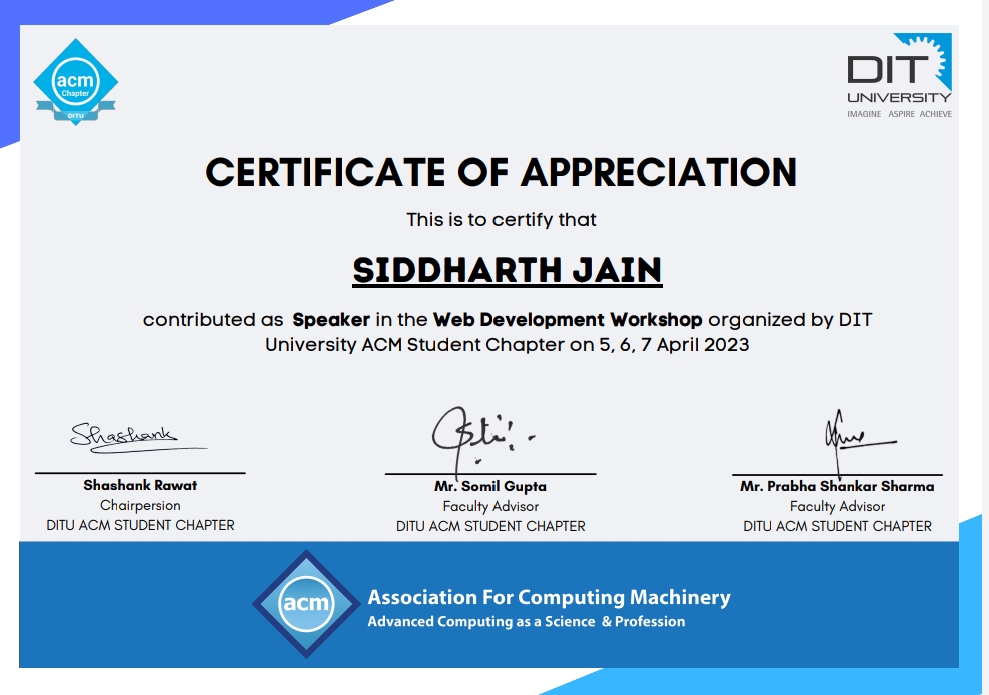 acm
Chapter
DITU
DIT
UNIVERSITY
IMAGINE ASPIRE ACHIEVE
CERTIFICATE OF APPRECIATION
This is to certify that
SIDDHARTH JAIN
contributed as Speaker in the Web Development Workshop organized by DIT
University ACM Student Chapter on 5, 6, 7 April 2023
Shashank
Shashank Rawat
Chairpersion
DITU ACM STUDENT CHAPTER
Mr. Somil Gupta
Faculty Advisor
DITU ACM STUDENT CHAPTER
Mr. Prabha Shankar Sharma
Faculty Advisor
DITU ACM STUDENT CHAPTER
acm
Association For Computing Machinery
Advanced Computing as a Science & Profession